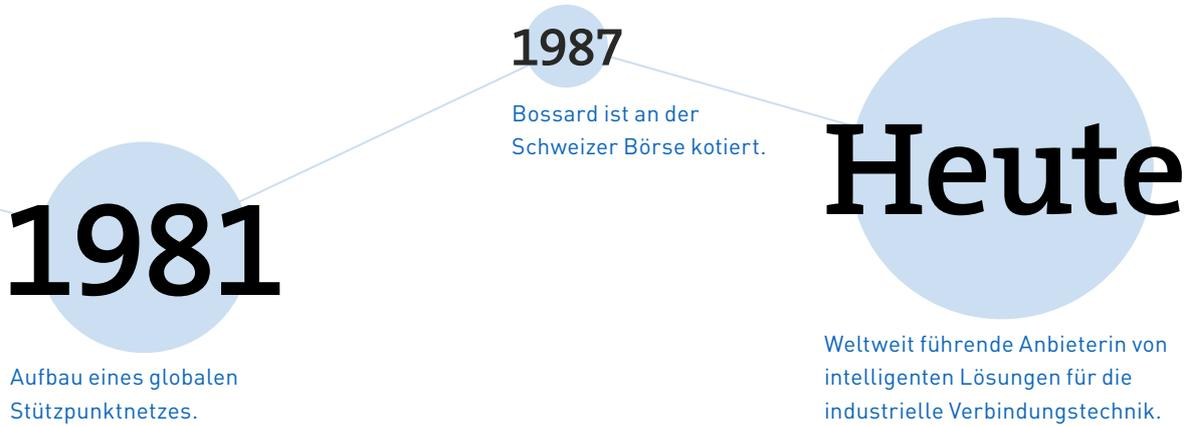 1981
Aufbau eines globalen
Stützpunktnetzes.
1987
Bossard ist an der
Schweizer Börse kotiert.
Heute
Weltweit führende Anbieterin von
intelligenten Lösungen für die
industrielle Verbindungstechnik.